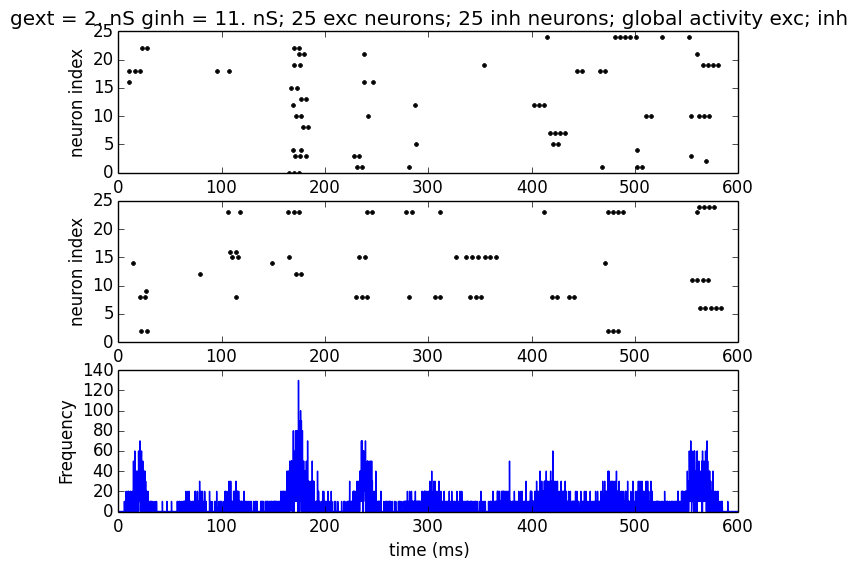 gext = 2. nS ginh = 11. nS; 25 exc neurons; 25 inh neurons; global activity exc; inh
25
20
15
10
5
0
neuron index
0 100 200 300 400 500 600
25
20
15
10
5
0
neuron index
0 100 200 300 400 500 600
140
120
100
80
60
40
20
0
Frequency
0 100 200 300 400 500 600
time (ms)